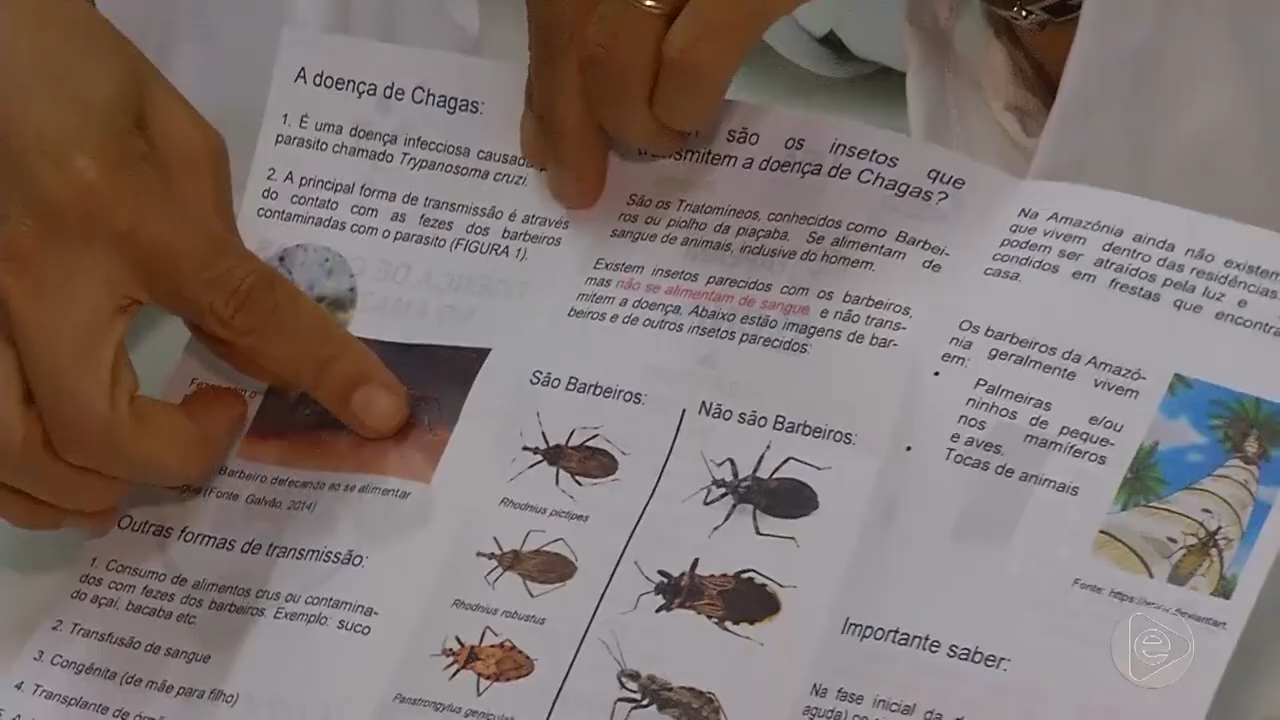 A doença de Chagas:
1. É uma doença infecciosa causada
parasito chamado Trypanosoma cruzi.
2. A principal forma de transmissão é através
do contato com as fezes dos barbeiros
contaminadas com o parasito (FIGURA 1).
Barbeiro defecando ao se alimentar
(Fonte: Galvão, 2014)
Outras formas de transmissão:
1. Consumo de alimentos crus ou contamina-
dos com fezes dos barbeiros. Exemplo: suco
do açaí, bacaba etc.
2. Transfusão de sangue
3. Congênita (de mãe para filho)
4. Transplante de
são os insetos que
transmitem a doença de Chagas?
São os Triatomíneos, conhecidos como Barbei-
ros ou piolho da piaçaba. Se alimentam de
sangue de animais, inclusive do homem.
Existem insetos parecidos com os barbeiros,
mas não se alimentam de sangue e não trans-
mitem a doença. Abaixo estão imagens de bar-
beiros e de outros insetos parecidos:
São Barbeiros:
Rhodnius pictipes
Rhodnius robustus
Panstrongylus
Não são Barbeiros:
Na Amazônia ainda não existem
que vivem dentro das residências
podem ser atraídos pela luz e
condidos em frestas que encontra
casa.
Os barbeiros da Amazô-
nia geralmente vivem
em:
• Palmeiras e/ou
ninhos de peque-
nos mamíferos
e aves.
• Tocas de animais
Fonte: https://
Importante saber:
Na fase inicial da
e